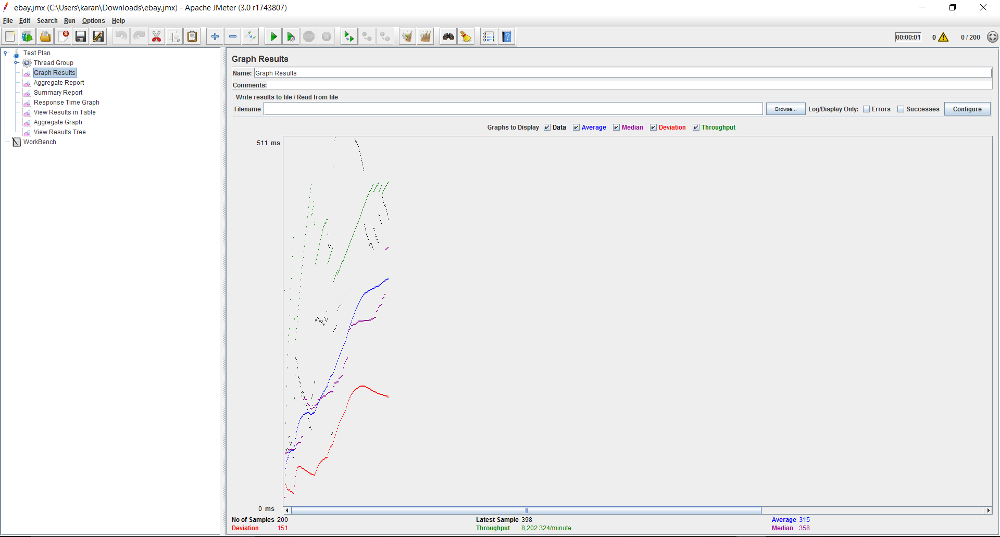 ebay.jmx (C:\Users\karan\Downloads\ebay.jmx) - Apache JMeter (3.0 r1743807)
File Edit Search Run Options Help
STOP
00:00:01 0 0 / 200
Test Plan
Thread Group
Graph Results
Aggregate Report
Summary Report
Response Time Graph
View Results in Table
Aggregate Graph
View Results Tree
WorkBench
Graph Results
Name: Graph Results
Comments:
Write results to file / Read from file
Filename Browse... Log/Display Only: Errors Successes Configure
Graphs to Display Data Average Median Deviation Throughput
511 ms
0 ms
No of Samples 200 Latest Sample 398 Average 315
Deviation 151 Throughput 8,202.324/minute Median 358